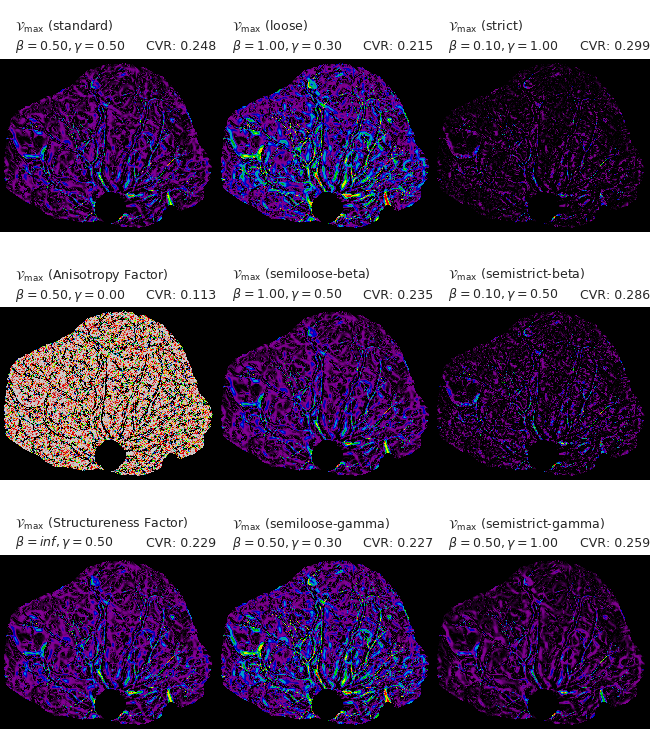 𝒱max (standard) 𝒱max (loose) 𝒱max (strict)
β = 0.50, γ = 0.50 CVR: 0.248 β = 1.00, γ = 0.30 CVR: 0.215 β = 0.10, γ = 1.00 CVR: 0.299
𝒱max (Anisotropy Factor) 𝒱max (semiloose-beta) 𝒱max (semistrict-beta)
β = 0.50, γ = 0.00 CVR: 0.113 β = 1.00, γ = 0.50 CVR: 0.235 β = 0.10, γ = 0.50 CVR: 0.286
𝒱max (Structureness Factor) 𝒱max (semiloose-gamma) 𝒱max (semistrict-gamma)
β = inf, γ = 0.50 CVR: 0.229 β = 0.50, γ = 0.30 CVR: 0.227 β = 0.50, γ = 1.00 CVR: 0.259